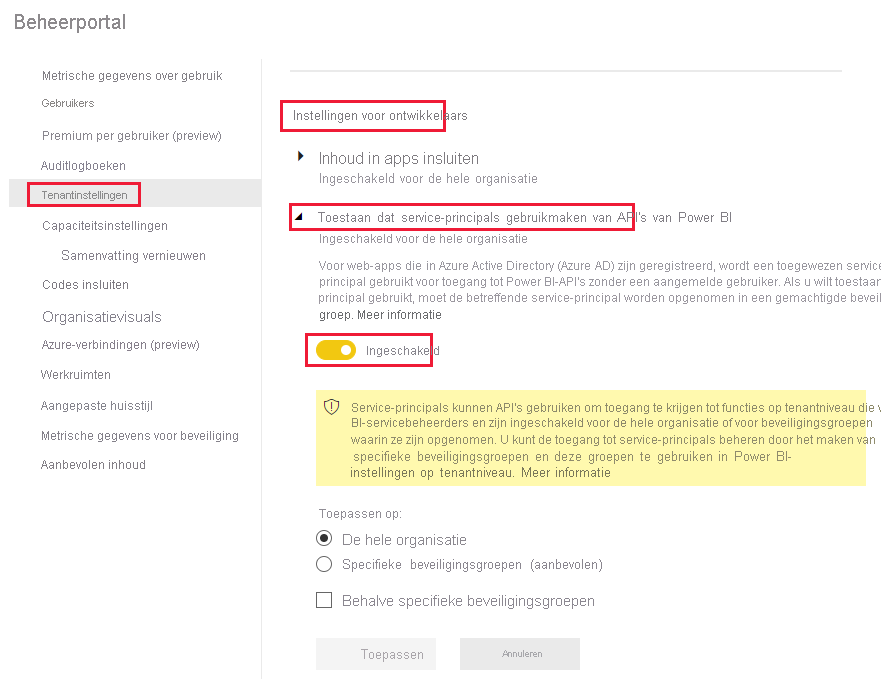 Beheerportal
Metrische gegevens over gebruik
Gebruikers
Premium per gebruiker (preview)
Auditlogboeken
Tenantinstellingen
Capaciteitsinstellingen
Samenvatting vernieuwen
Codes insluiten
Organisatievisuals
Azure-verbindingen (preview)
Werkruimten
Aangepaste huisstijl
Metrische gegevens voor beveiliging
Aanbevolen inhoud
Instellingen voor ontwikkelaars
Inhoud in apps insluiten
Ingeschakeld voor de hele organisatie
Toestaan dat service-principals gebruikmaken van API's van Power BI
Ingeschakeld voor de hele organisatie
Voor web-apps die in Azure Active Directory (Azure AD) zijn geregistreerd, wordt een toegewezen service
principal gebruikt voor toegang tot Power BI-API's zonder een aangemelde gebruiker. Als u wilt toestaan
principal gebruikt, moet de betreffende service-principal worden opgenomen in een gemachtigde beveil
groep. Meer informatie
Ingeschakeld
Service-principals kunnen API's gebruiken om toegang te krijgen tot functies op tenantniveau die v
BI-servicebeheerders en zijn ingeschakeld voor de hele organisatie of voor beveiligingsgroepen
waarin ze zijn opgenomen. U kunt de toegang tot service-principals beheren door het maken van
specifieke beveiligingsgroepen en deze groepen te gebruiken in Power BI-
instellingen op tenantniveau. Meer informatie
Toepassen op:
De hele organisatie
Specifieke beveiligingsgroepen (aanbevolen)
Behalve specifieke beveiligingsgroepen
Toepassen
Annuleren